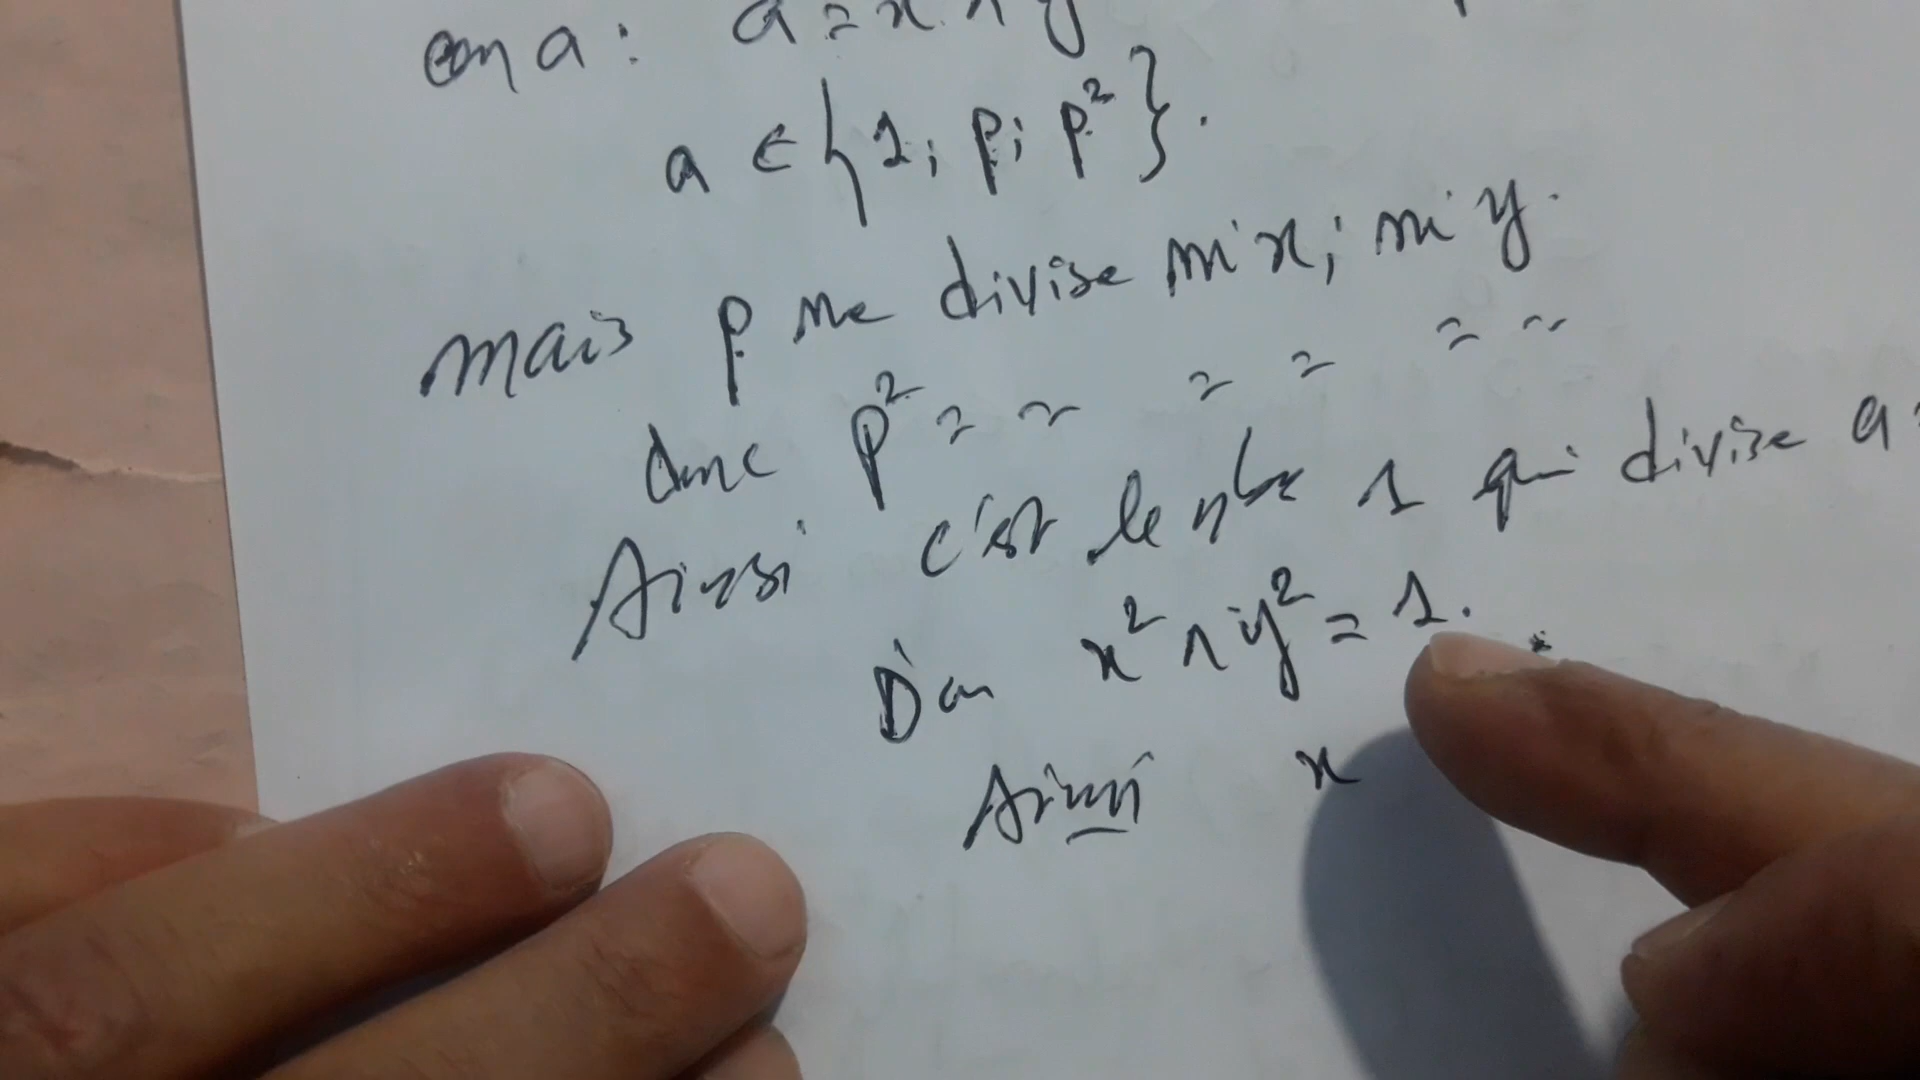 on a : a = x ∧ y
a ∈ {1; p; p²}.
mais p ne divise ni x; ni y.
donc p² = ~ = = = ~
Ainsi c'est le nbre 1 qui divise a
D'où x² ∧ y² = 1.
Ainsi x